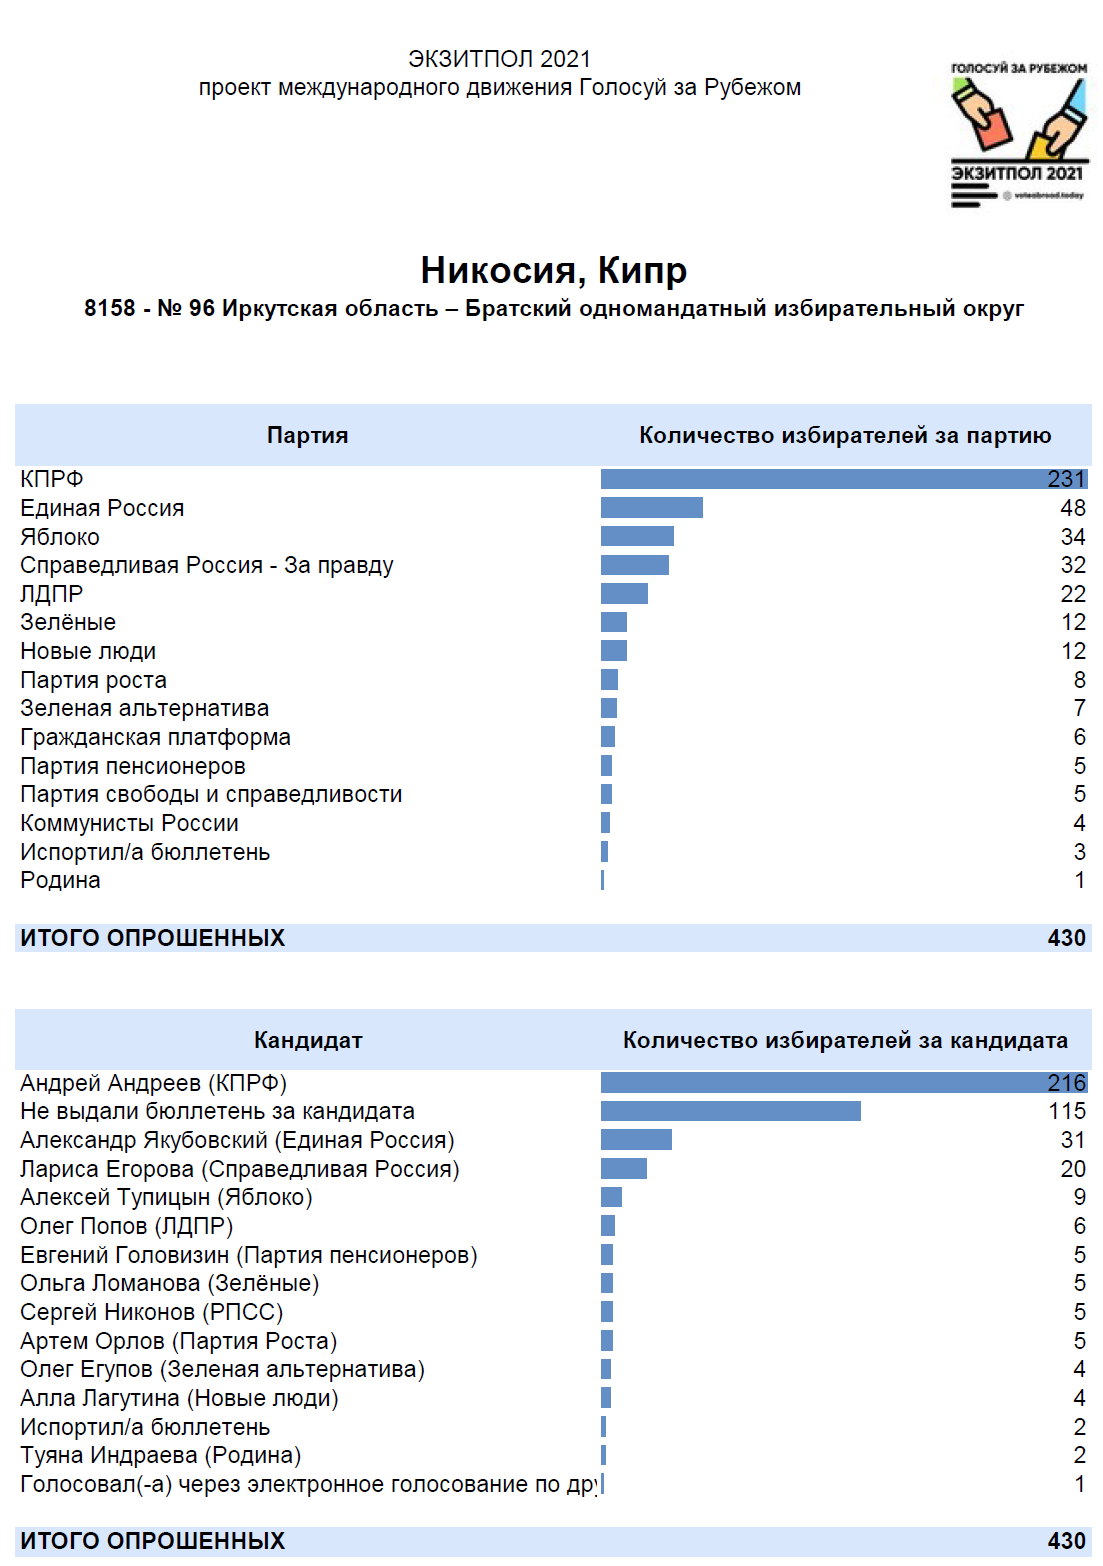 ЭКЗИТПОЛ 2021
проект международного движения Голосуй за Рубежом
ГОЛОСУЙ ЗА РУБЕЖОМ
ЭКЗИТПОЛ 2021
voteabroad.today
Никосия, Кипр
8158 - № 96 Иркутская область – Братский одномандатный избирательный округ
Партия Количество избирателей за партию
КПРФ 231
Единая Россия 48
Яблоко 34
Справедливая Россия - За правду 32
ЛДПР 22
Зелёные 12
Новые люди 12
Партия роста 8
Зеленая альтернатива 7
Гражданская платформа 6
Партия пенсионеров 5
Партия свободы и справедливости 5
Коммунисты России 4
Испортил/а бюллетень 3
Родина 1
ИТОГО ОПРОШЕННЫХ 430
Кандидат Количество избирателей за кандидата
Андрей Андреев (КПРФ) 216
Не выдали бюллетень за кандидата 115
Александр Якубовский (Единая Россия) 31
Лариса Егорова (Справедливая Россия) 20
Алексей Тупицын (Яблоко) 9
Олег Попов (ЛДПР) 6
Евгений Головизин (Партия пенсионеров) 5
Ольга Ломанова (Зелёные) 5
Сергей Никонов (РПСС) 5
Артем Орлов (Партия Роста) 5
Олег Егупов (Зеленая альтернатива) 4
Алла Лагутина (Новые люди) 4
Испортил/а бюллетень 2
Туяна Индраева (Родина) 2
Голосовал(-а) через электронное голосование по дру 1
ИТОГО ОПРОШЕННЫХ 430